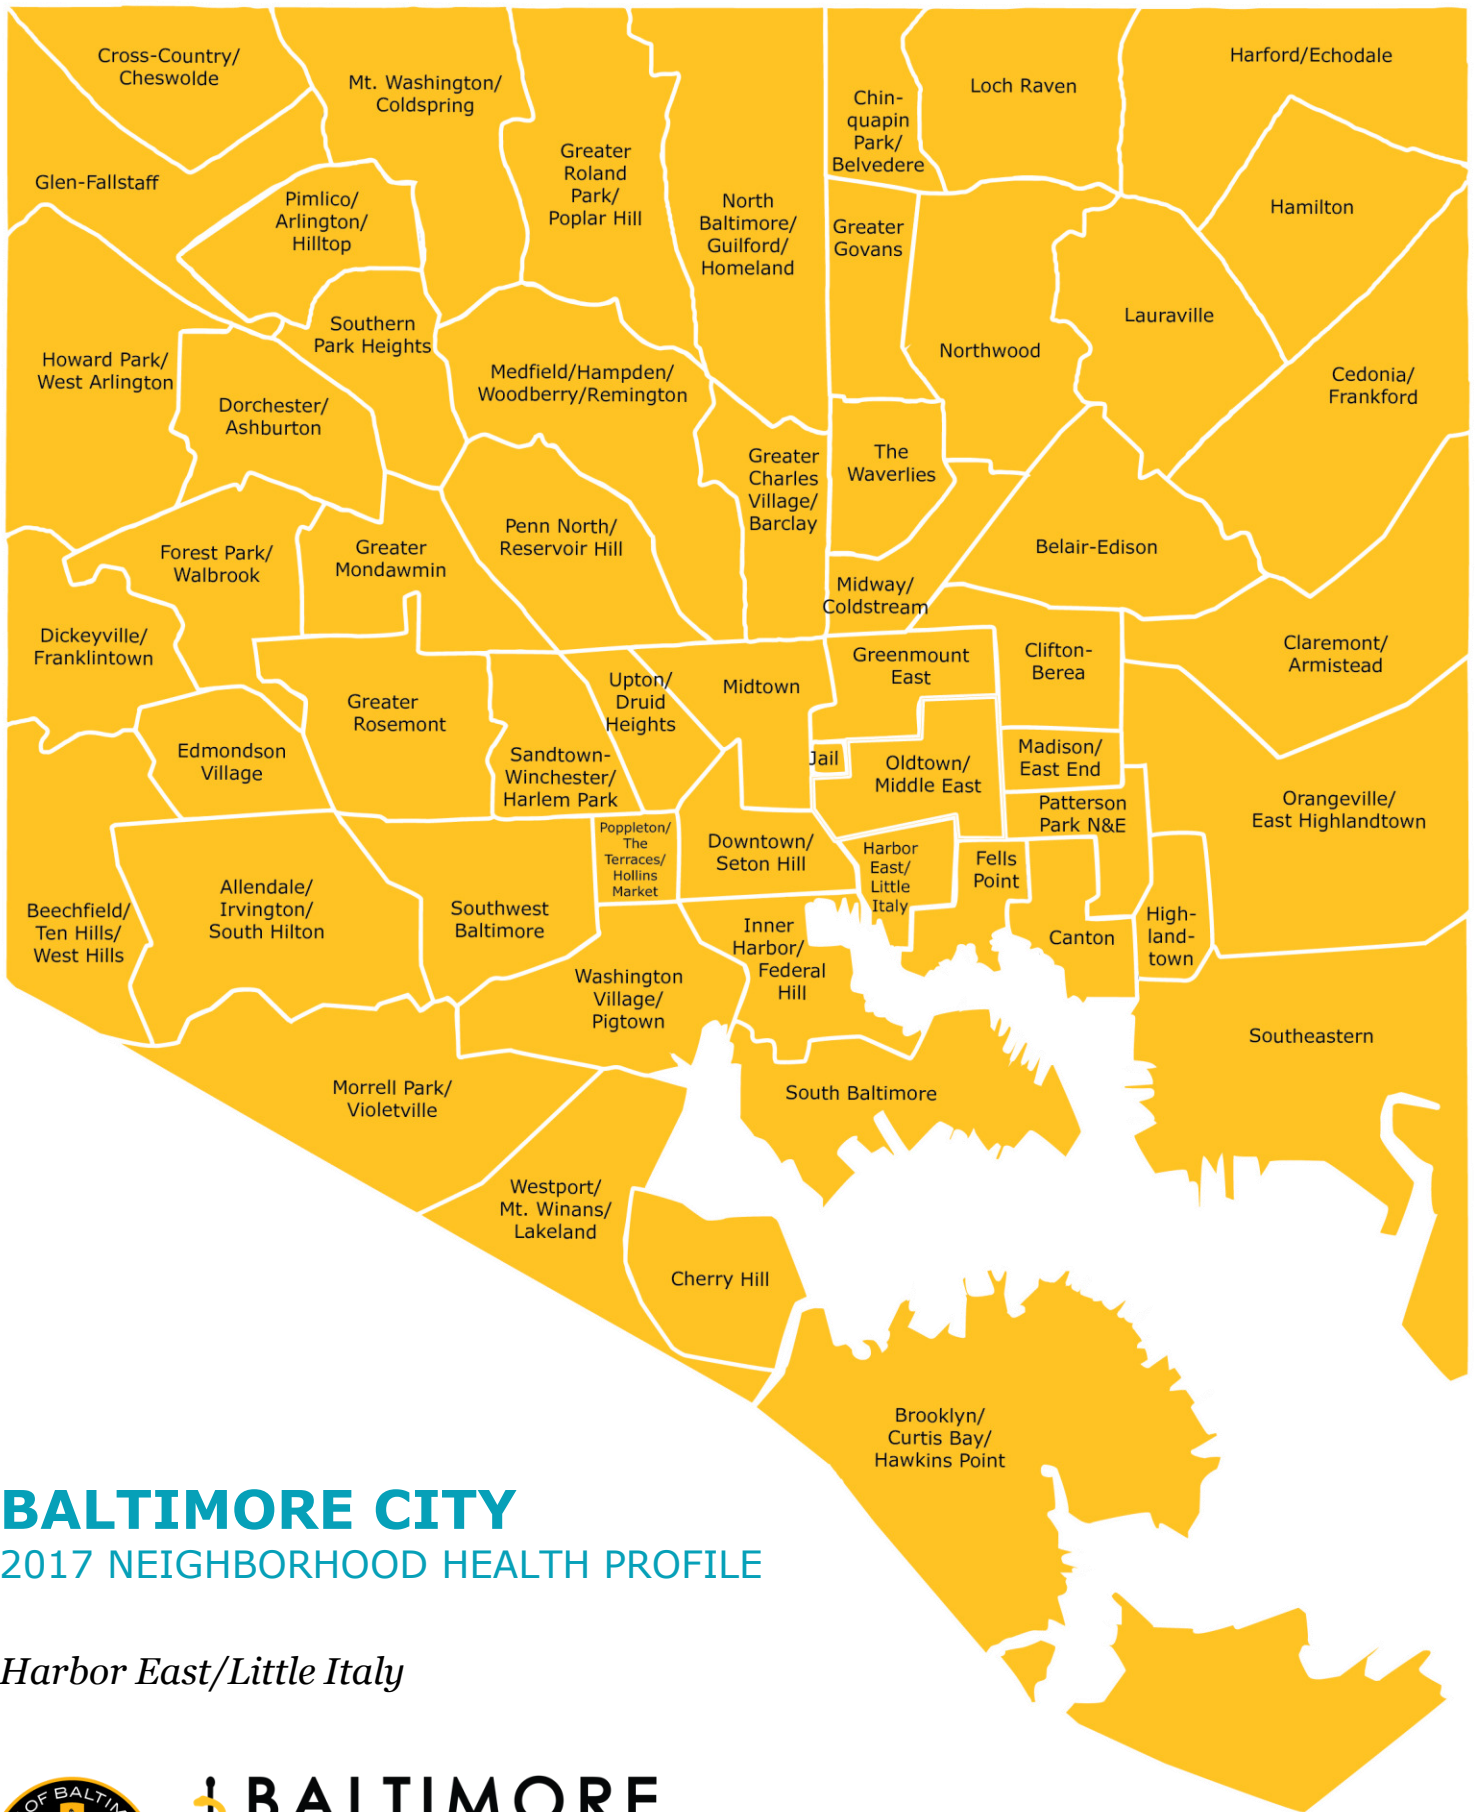 Cross-Country/
Cheswolde
Mt. Washington/
Coldspring
Greater
Roland
Park/
Poplar Hill
North
Baltimore/
Guilford/
Homeland
Chin-
quapin
Park/
Belvedere
Loch Raven
Harford/Echodale
Glen-Fallstaff
Pimlico/
Arlington/
Hilltop
Greater
Govans
Hamilton
Lauraville
Southern
Park Heights
Howard Park/
West Arlington
Northwood
Medfield/Hampden/
Woodberry/Remington
Cedonia/
Frankford
Dorchester/
Ashburton
Greater
Charles
Village/
Barclay
The
Waverlies
Penn North/
Reservoir Hill
Forest Park/
Walbrook
Greater
Mondawmin
Belair-Edison
Midway/
Coldstream
Dickeyville/
Franklintown
Claremont/
Armistead
Greenmount
East
Clifton-
Berea
Upton/
Druid
Heights
Midtown
Greater
Rosemont
Edmondson
Village
Sandtown-
Winchester/
Harlem Park
Jail
Oldtown/
Middle East
Madison/
East End
Patterson
Park N&E
Orangeville/
East Highlandtown
Poppleton/
The
Terraces/
Hollins
Market
Downtown/
Seton Hill
Harbor
East/
Little
Italy
Fells
Point
Allendale/
Irvington/
South Hilton
Beechfield/
Ten Hills/
West Hills
Southwest
Baltimore
Inner
Harbor/
Federal
Hill
Canton
High-
land-
town
Washington
Village/
Pigtown
Southeastern
Morrell Park/
Violetville
South Baltimore
Westport/
Mt. Winans/
Lakeland
Cherry Hill
Brooklyn/
Curtis Bay/
Hawkins Point
BALTIMORE CITY
2017 NEIGHBORHOOD HEALTH PROFILE
Harbor East/Little Italy
BALTIMORE